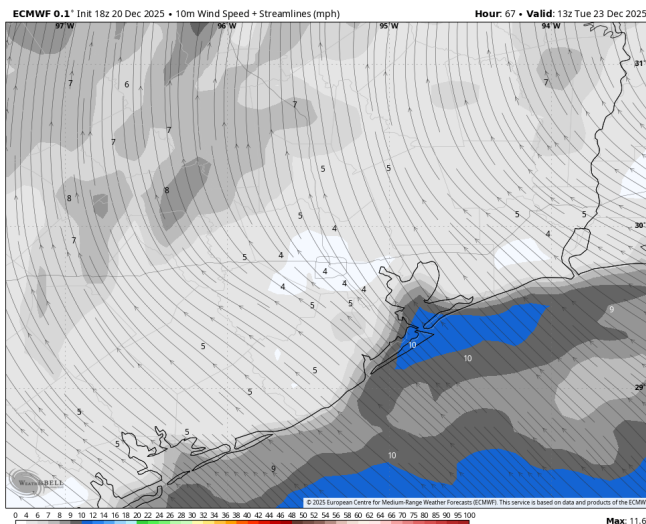 ECMWF 0.1° Init 18z 20 Dec 2025 • 10m Wind Speed + Streamlines (mph)
Hour: 67 • Valid: 13z Tue 23 Dec 2025
97°W 96°W 95°W 94°W
31°
7 6 7
7
7 7
5 5
8 8
5 5 5
30°
4 4
7
5 4
4
4 4 4
5 5
9
10
5
10
5
29°
5
5
5 5
10
9
WeatherBELL
© 2025 European Centre for Medium-Range Weather Forecasts (ECMWF). This service is based on data and products of the ECMW
0 4 6 7 8 9 10 12 14 16 18 20 22 24 26 28 30 32 34 36 38 40 42 44 46 48 50 52 54 56 58 60 65 70 75 80 85 90 95 100
Max: 11.6